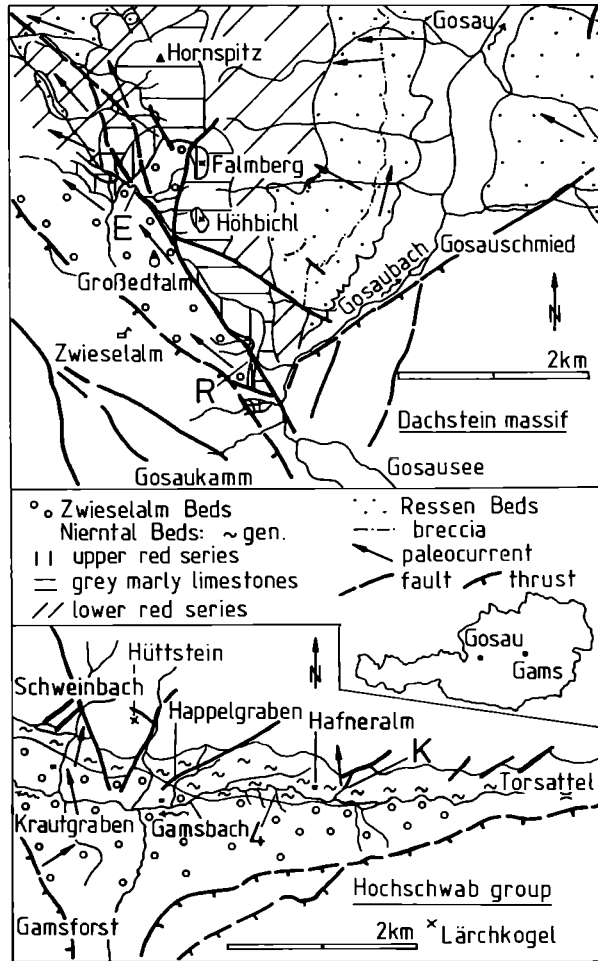 Gosau
Hornspitz
Falmberg
E
Höhbichl
Großedtalm
Gosaubach
Gosauschmied
N
Zwieselalm
R
2km
Dachstein massif
Gosaukamm
Gosausee
Zwieselalm Beds
Nierntal Beds: ~ gen.
upper red series
grey marly limestones
lower red series
Ressen Beds
breccia
paleocurrent
fault
thrust
Gosau
Gams
N
Hüttstein
Schweinbach
Happelgraben
Hafneralm
K
Torsattel
Krautgraben
Gamsbach
4
Hochschwab group
Gamsforst
2km
× Lärchkogel